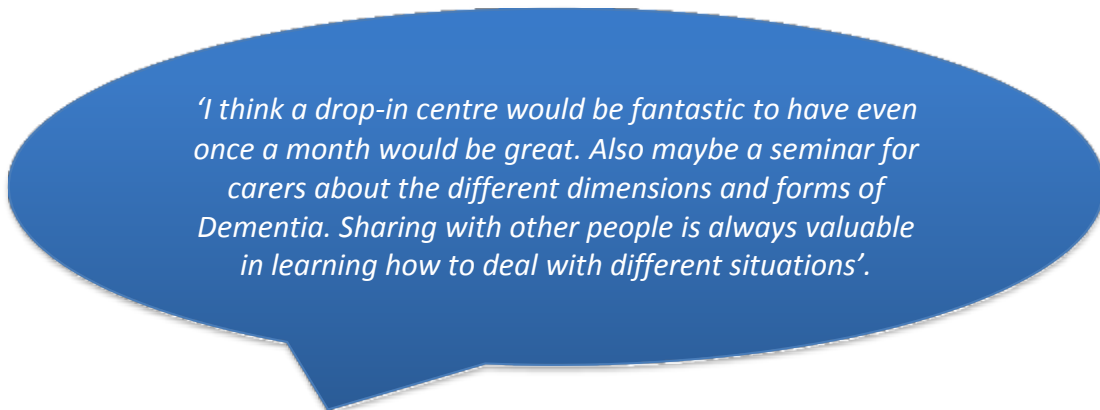 ‘I think a drop-in centre would be fantastic to have even
once a month would be great. Also maybe a seminar for
carers about the different dimensions and forms of
Dementia. Sharing with other people is always valuable
in learning how to deal with different situations’.